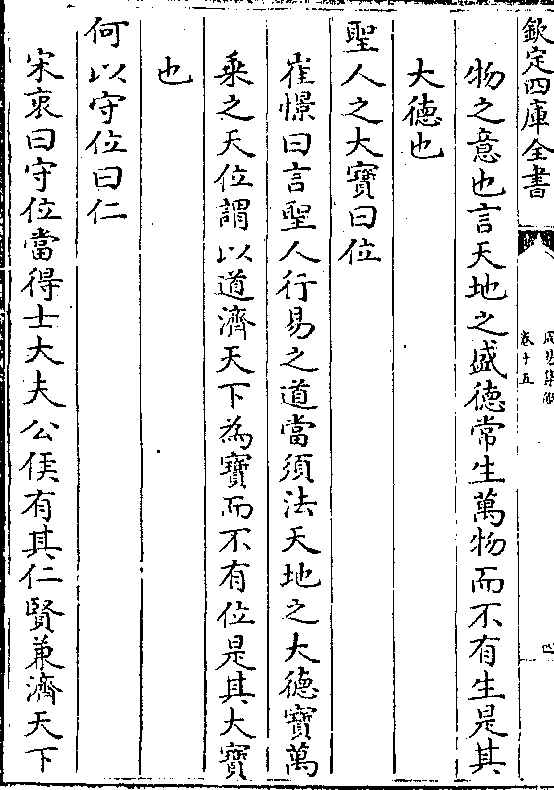 欽定四庫全書
周易集解
卷十五
四
物之意也言天地之盛德常生萬物而不有生是其
大德也
聖人之大寶曰位
崔憬曰言聖人行易之道當須法天地之大德寶萬
乘之天位謂以道濟天下為寶而不有位是其大寶
也
何以守位曰仁
宋衷曰守位當得士大夫公侯有其仁賢兼濟天下